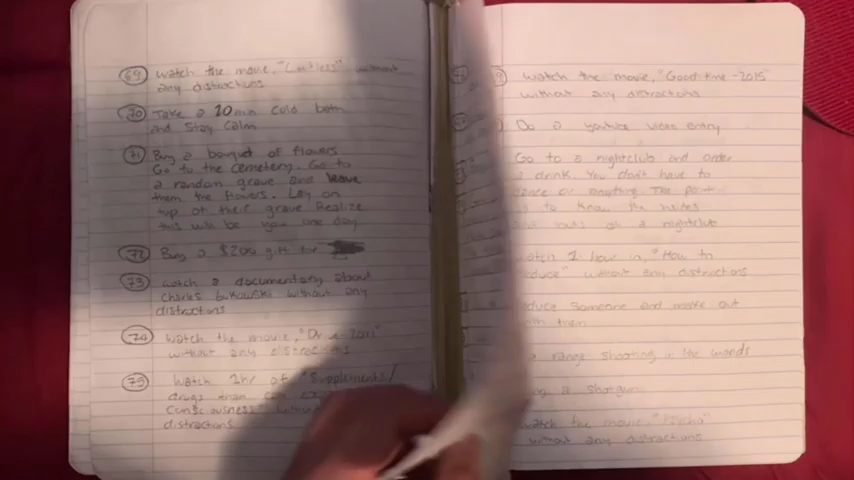 69 Watch the movie, "Limitless" without
any distractions
70 Take a 20 min cold bath
and stay calm
71 Buy a bouquet of flowers
Go to the cemetery. Go to
a random grave and leave
them the flowers. Lay on
top of their grave Realize
this will be you one day
72 Buy a $200 gift for
73 watch a documentary about
charles bukowski without any
distractions
74 watch the movie, "Drive-2011"
without any distractions
75 Watch 1hr of "Supplements/
drugs than can
consciousness"
distractions
9 watch the movie, "Good time -2015"
without any distractions
Do a youtube video entry
Go to a nightclub and order
a drink. You don't have to
dance or anything. The point
is to know the insides
and outs of a nightclub
watch 1 hour in, "How to
seduce" without any distractions
seduce someone and make out
with them
range shooting in the woods
a shotgun
watch the movie, "Psycho"
without any distractions